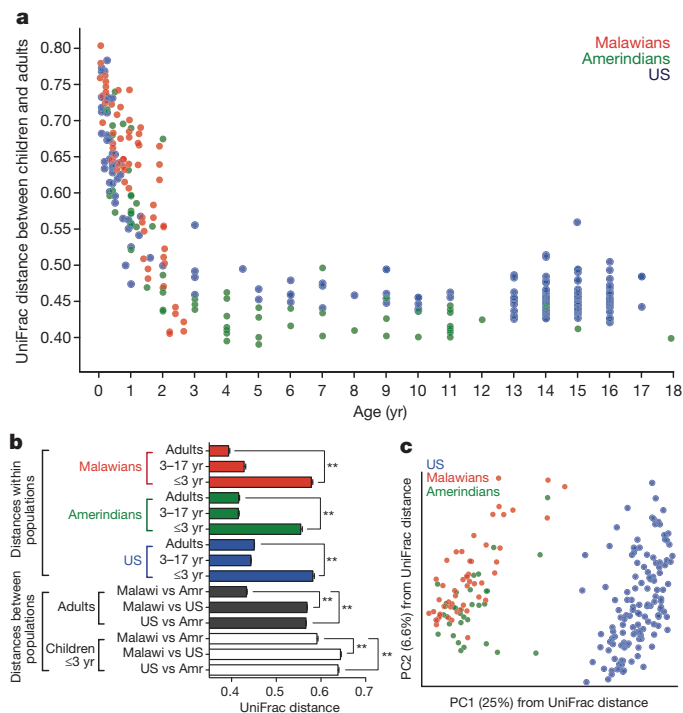 a
UniFrac distance between children and adults
0.80
0.75
0.70
0.65
0.60
0.55
0.50
0.45
0.40
Malawians
Amerindians
US
0 1 2 3 4 5 6 7 8 9 10 11 12 13 14 15 16 17 18
Age (yr)
b
Distances within
populations
Malawians
Adults
3–17 yr
≤3 yr
**
Amerindians
Adults
3–17 yr
≤3 yr
**
US
Adults
3–17 yr
≤3 yr
**
Distances between
populations
Adults
Malawi vs Amr
Malawi vs US
US vs Amr
**
**
Children
≤3 yr
Malawi vs Amr
Malawi vs US
US vs Amr
**
**
0.4 0.5 0.6 0.7
UniFrac distance
c
US
Malawians
Amerindians
PC2 (6.6%) from UniFrac distance
PC1 (25%) from UniFrac distance